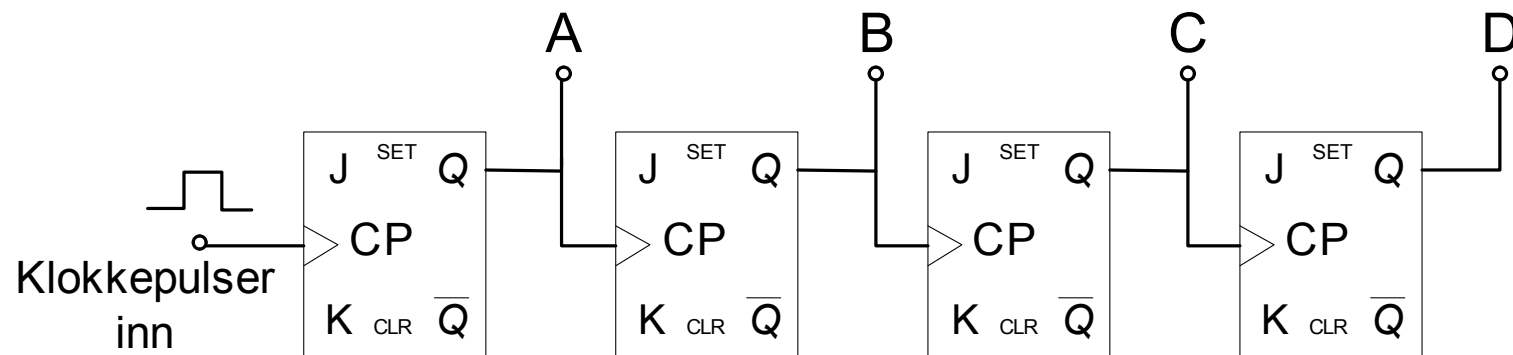 A B C D
J SET Q J SET Q J SET Q J SET Q
CP CP CP CP
Klokkepulser
inn
K CLR Q̅ K CLR Q̅ K CLR Q̅ K CLR Q̅